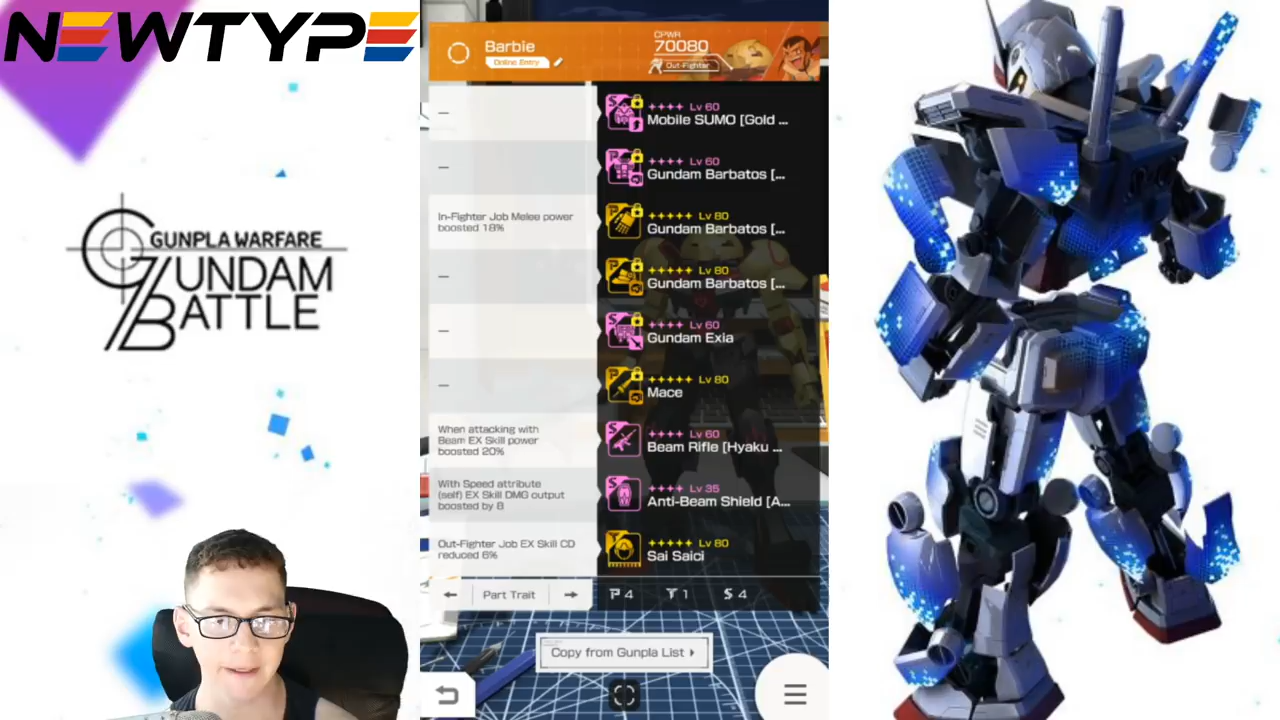 NEWTYPE
GUNPLA WARFARE
GUNDAM
BATTLE
Barbie
Online Entry
CPWR
70080
Out-Fighter
Lv 60
Mobile SUMO [Gold ...
Lv 60
Gundam Barbatos [...
In-Fighter Job Melee power
boosted 18%
Lv 80
Gundam Barbatos [...
Lv 80
Gundam Barbatos [...
Lv 60
Gundam Exia
Lv 80
Mace
When attacking with
Beam EX Skill power
boosted 20%
Lv 60
Beam Rifle [Hyaku ...
With Speed attribute
(self) EX Skill DMG output
boosted by 8
Lv 35
Anti-Beam Shield [A...
Out-Fighter Job EX Skill CD
reduced 6%
Lv 80
Sai Saici
Part Trait
P 4
T 1
S 4
Copy from Gunpla List